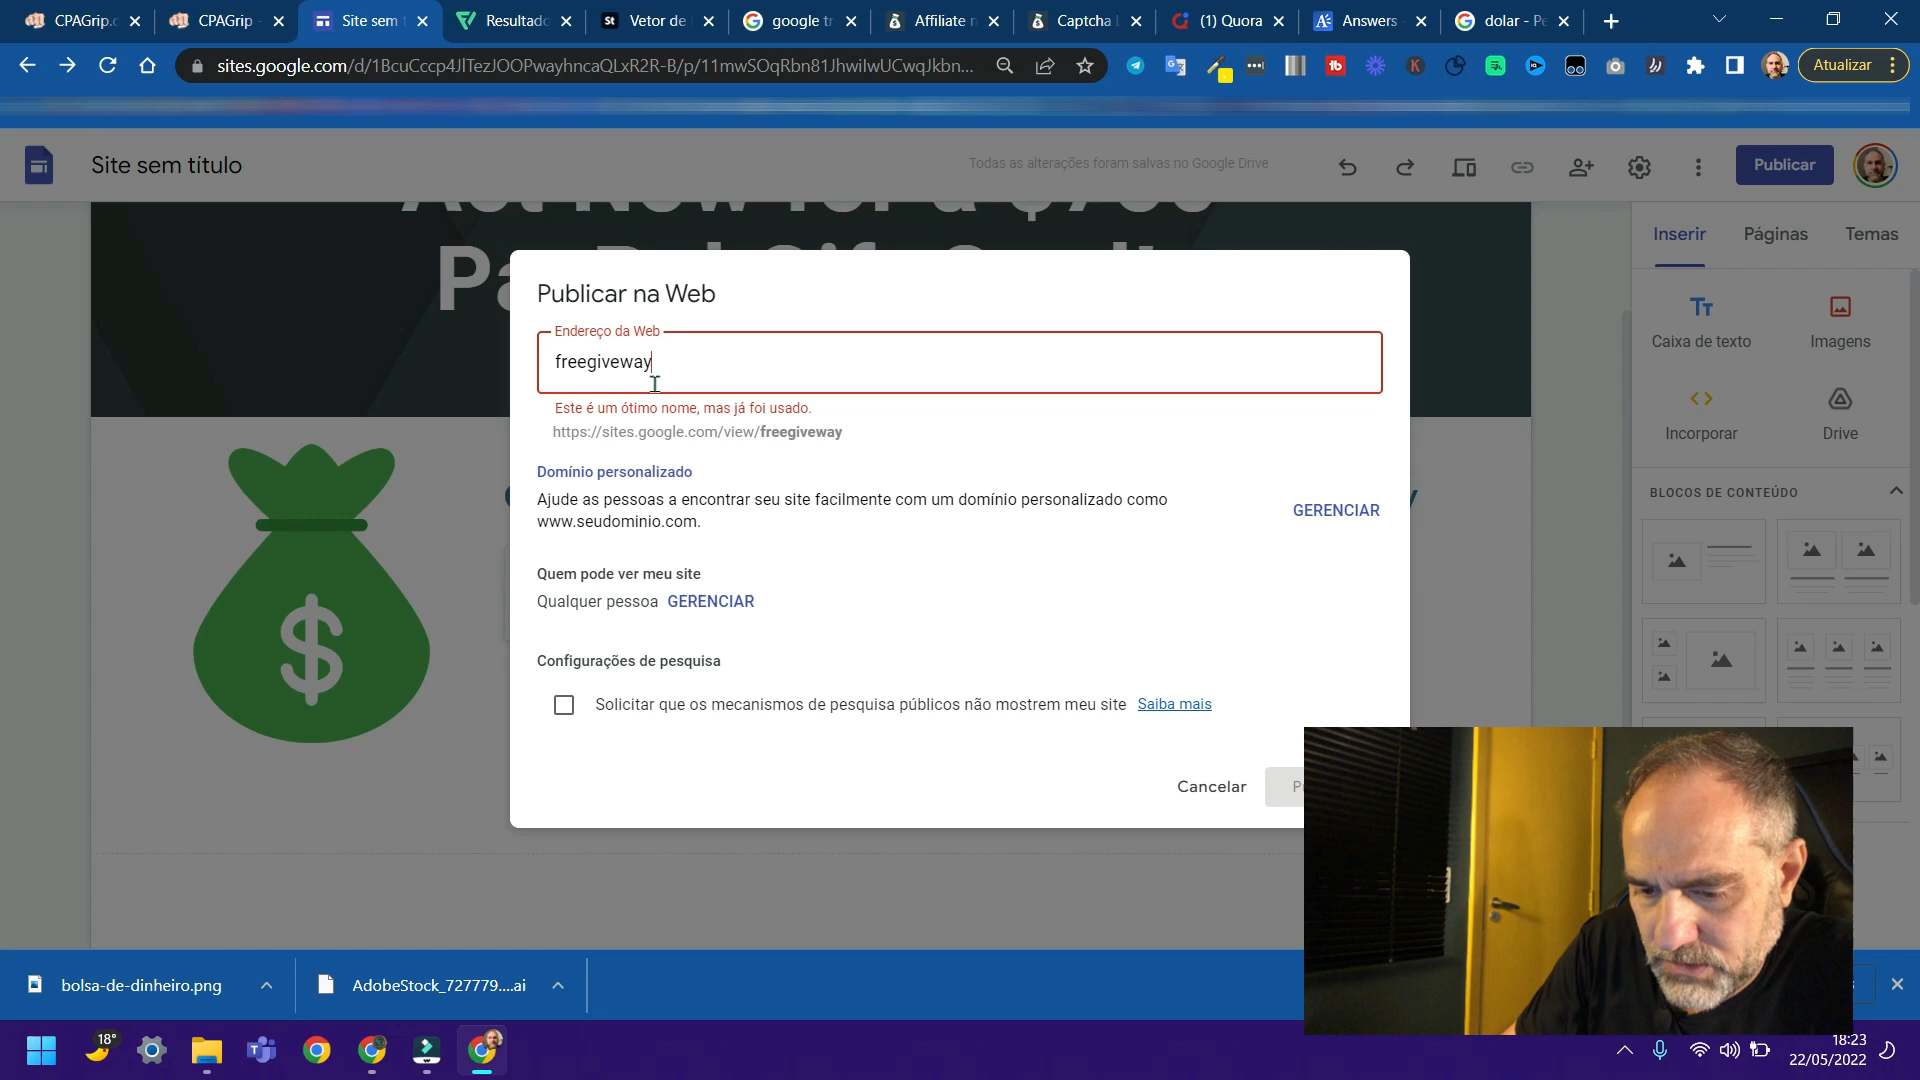 CPAGrip.c
CPAGrip -
Site sem
Resultado
Vetor de
google tr
Affiliate n
Captcha
(1) Quora
Answers
dolar - Pe
sites.google.com/d/1BcuCccp4JlTezJOOPwayhncaQLxR2R-B/p/11mwSOqRbn81JhwiIwUCwqJkbn...
Atualizar
Site sem título
Todas as alterações foram salvas no Google Drive
Publicar
Inserir
Páginas
Temas
Publicar na Web
Endereço da Web
freegiveway
Este é um ótimo nome, mas já foi usado.
https://sites.google.com/view/freegiveway
Domínio personalizado
Ajude as pessoas a encontrar seu site facilmente com um domínio personalizado como
www.seudominio.com.
GERENCIAR
Quem pode ver meu site
Qualquer pessoa GERENCIAR
Configurações de pesquisa
Solicitar que os mecanismos de pesquisa públicos não mostrem meu site Saiba mais
Cancelar
Caixa de texto
Imagens
Incorporar
Drive
BLOCOS DE CONTEÚDO
$
bolsa-de-dinheiro.png
AdobeStock_727779....ai
18°
18:23
22/05/2022